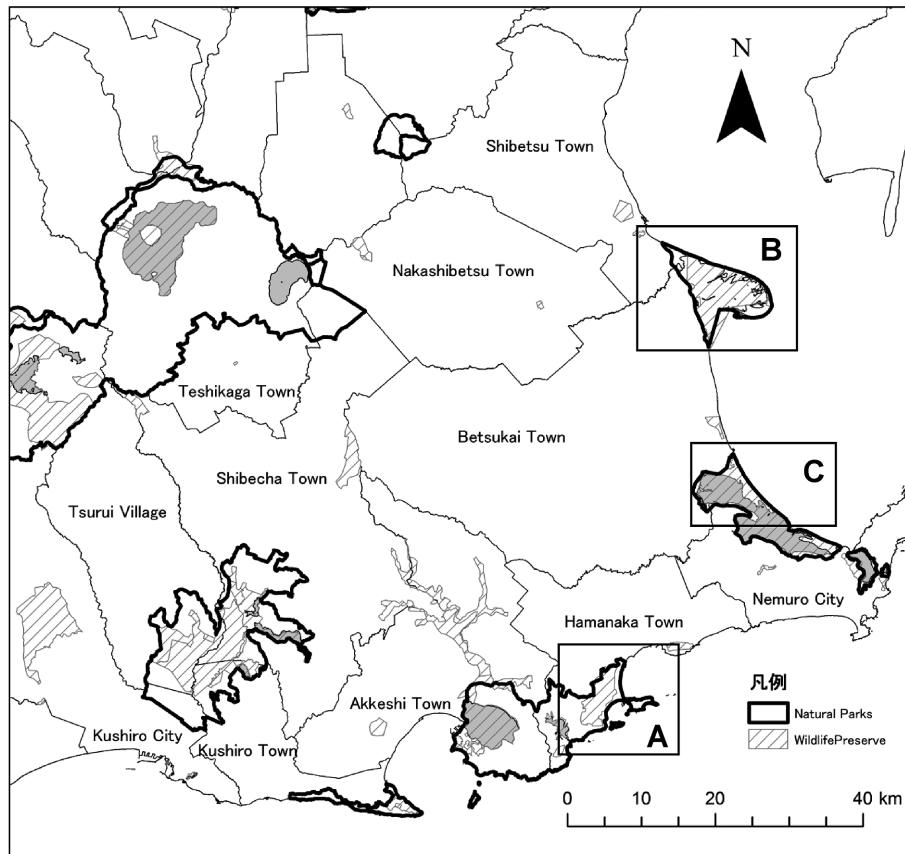 N
Shibetsu Town
B
Nakashibetsu Town
Teshikaga Town
Betsukai Town
Shibecha Town
C
Tsurui Village
Nemuro City
Hamanaka Town
凡例
Akkeshi Town
Natural Parks
Kushiro City
A
WildlifePreserve
Kushiro Town
0 10 20 40 km